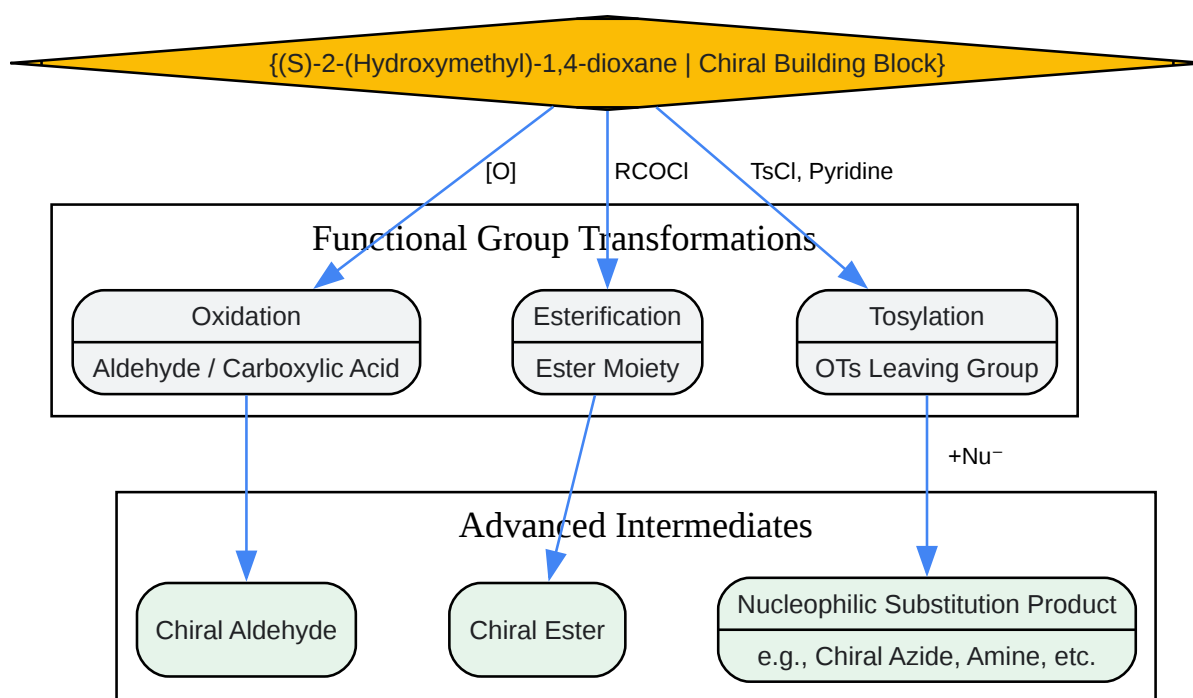 {(S)-2-(Hydroxymethyl)-1,4-dioxane | Chiral Building Block}
[O]
RCOCl
TsCl, Pyridine
Functional Group Transformations
Oxidation
Aldehyde / Carboxylic Acid
Esterification
Ester Moiety
Tosylation
OTs Leaving Group
+Nu⁻
Advanced Intermediates
Chiral Aldehyde
Chiral Ester
Nucleophilic Substitution Product
e.g., Chiral Azide, Amine, etc.